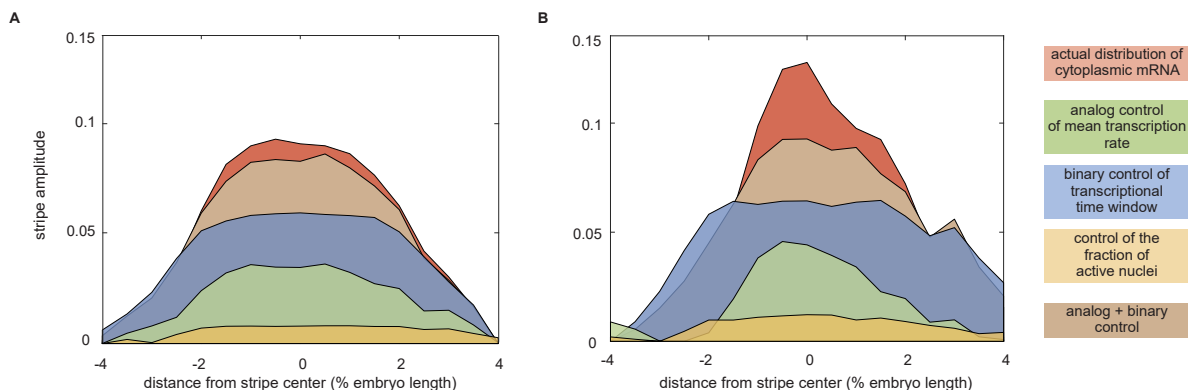 A
B
0.15
0.1
0.05
0
stripe amplitude
-4
-2
0
2
4
distance from stripe center (% embryo length)
0.15
0.1
0.05
0
-4
-2
0
2
4
distance from stripe center (% embryo length)
actual distribution of
cytoplasmic mRNA
analog control
of mean transcription
rate
binary control of
transcriptional
time window
control of the
fraction of
active nuclei
analog + binary
control